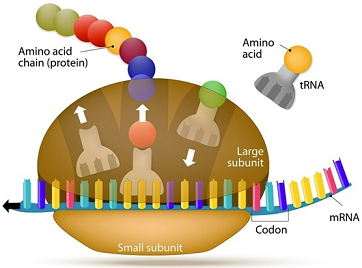 Amino acid
chain (protein)
Amino
acid
tRNA
Large
subunit
Codon
mRNA
Small subunit